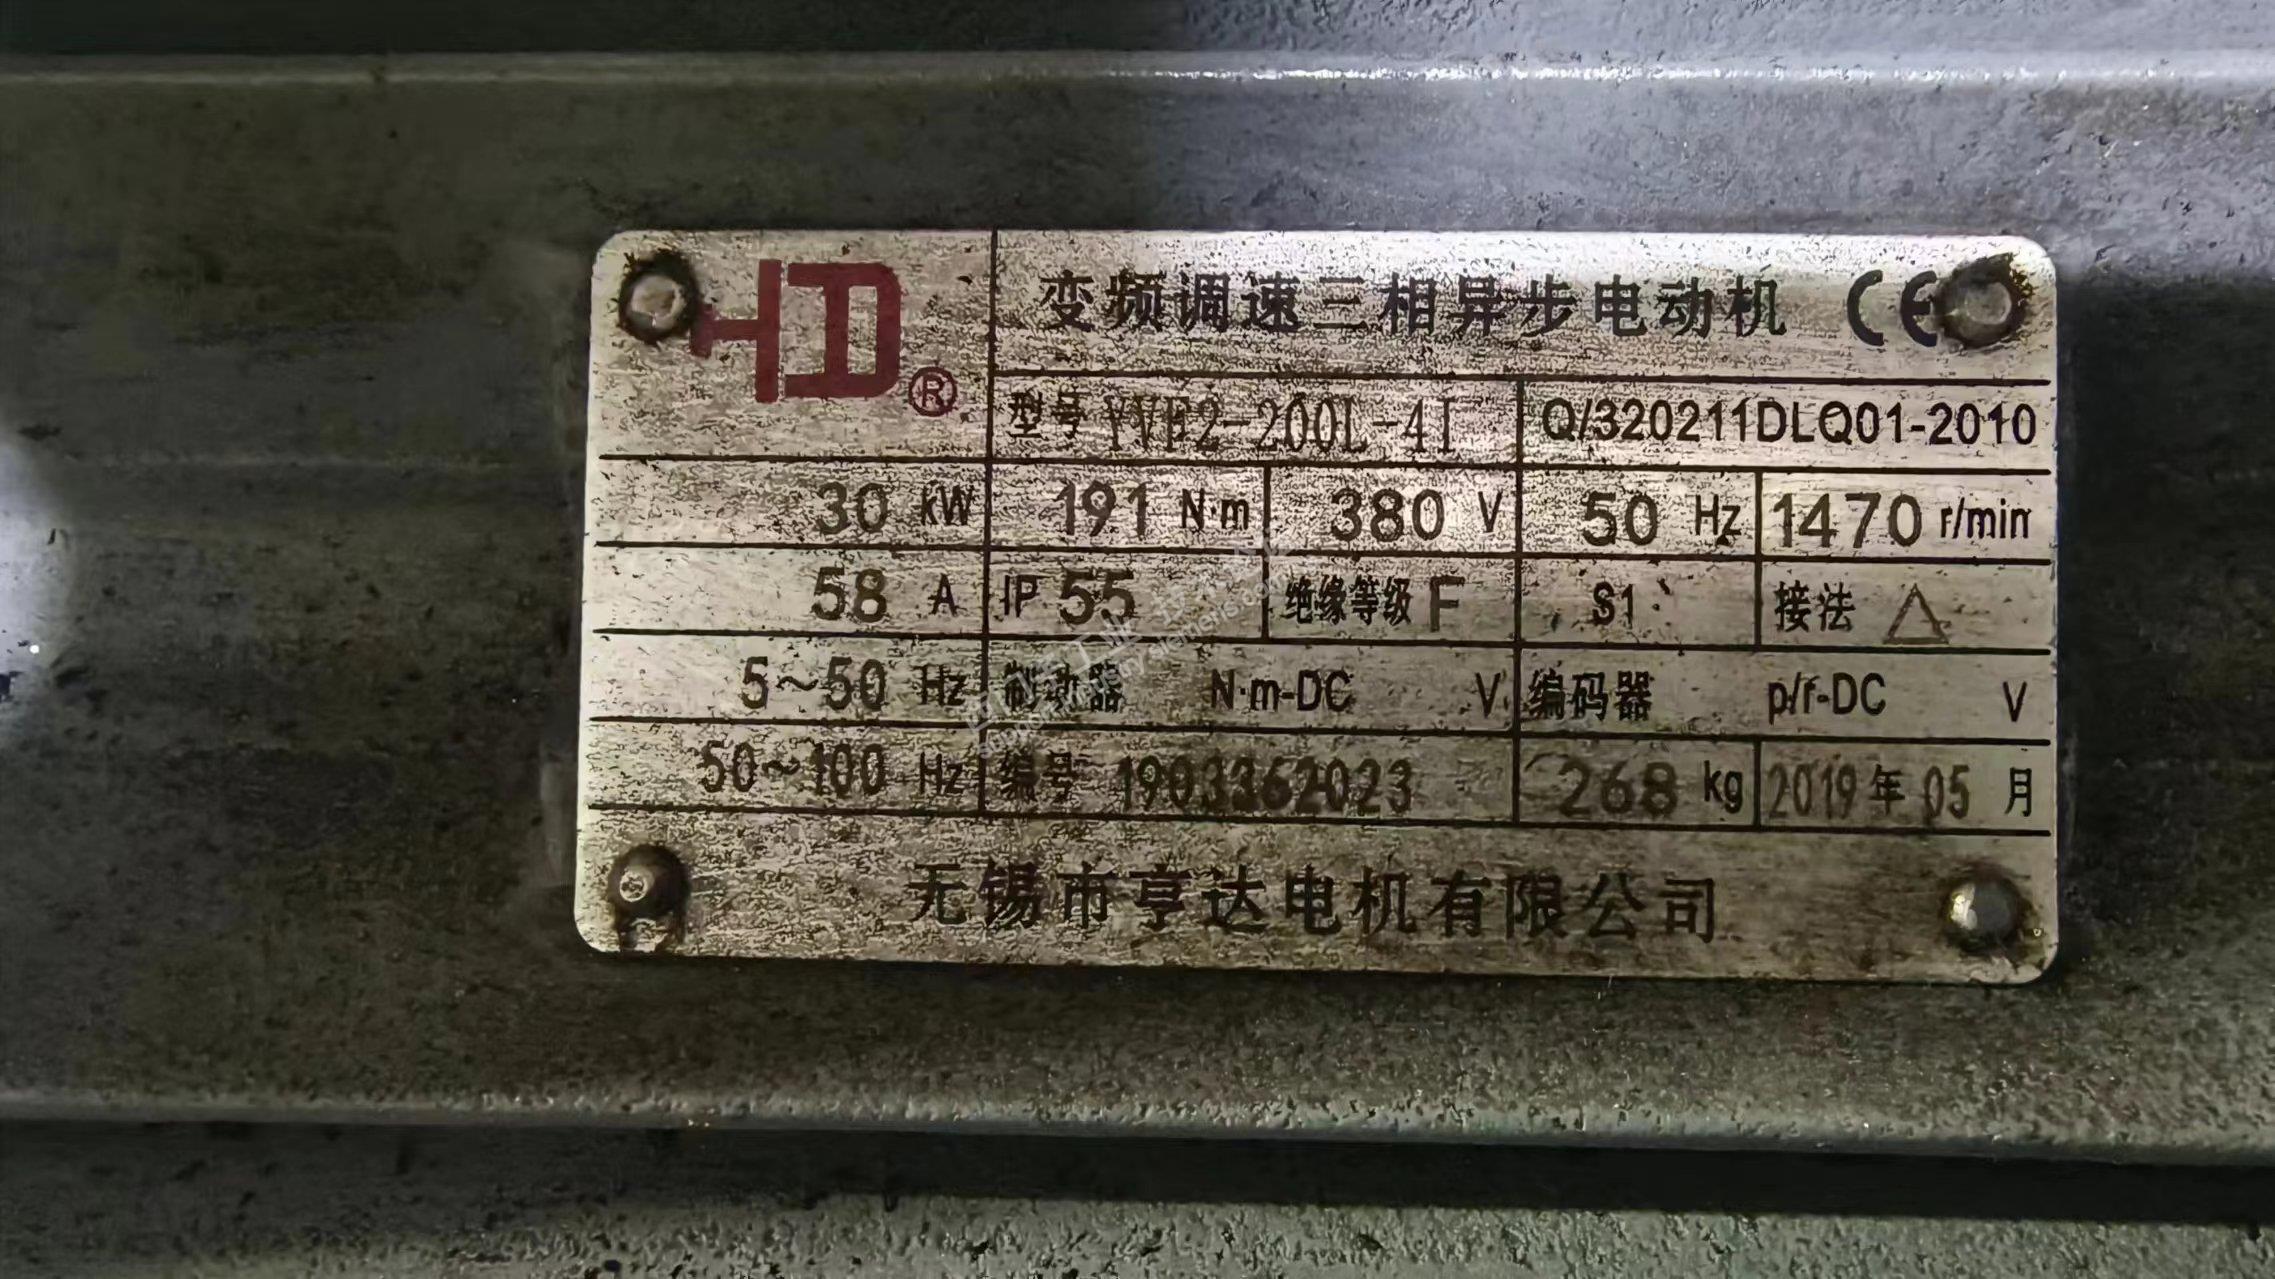 HD®
变频调速三相异步电动机 CE
型号 YVF2-200L-4I Q/320211DLQ01-2010
30 kW 191 N·m 380 V 50 Hz 1470 r/min
58 A IP 55 绝缘等级 F S1 接法 △
5~50 Hz 制动器 N·m-DC V 编码器 p/r-DC V
50~100 Hz 编号 1903362023 268 kg 2019 年 05 月
无锡市亨达电机有限公司